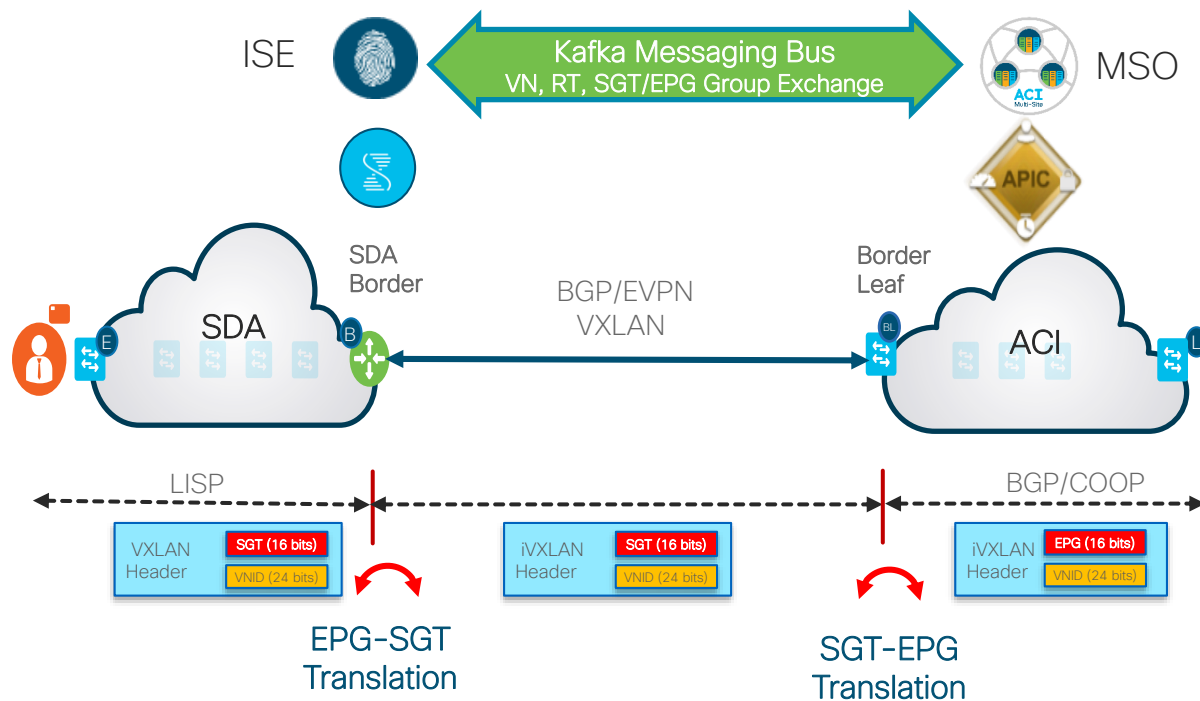 ISE
Kafka Messaging Bus
VN, RT, SGT/EPG Group Exchange
ACI
Multi-Site
MSO
APIC
SDA
Border
Border
Leaf
BGP/EVPN
VXLAN
E
SDA
B
BL
ACI
L
LISP
BGP/COOP
VXLAN
Header
SGT (16 bits)
VNID (24 bits)
iVXLAN
Header
SGT (16 bits)
VNID (24 bits)
iVXLAN
Header
EPG (16 bits)
VNID (24 bits)
EPG-SGT
Translation
SGT-EPG
Translation